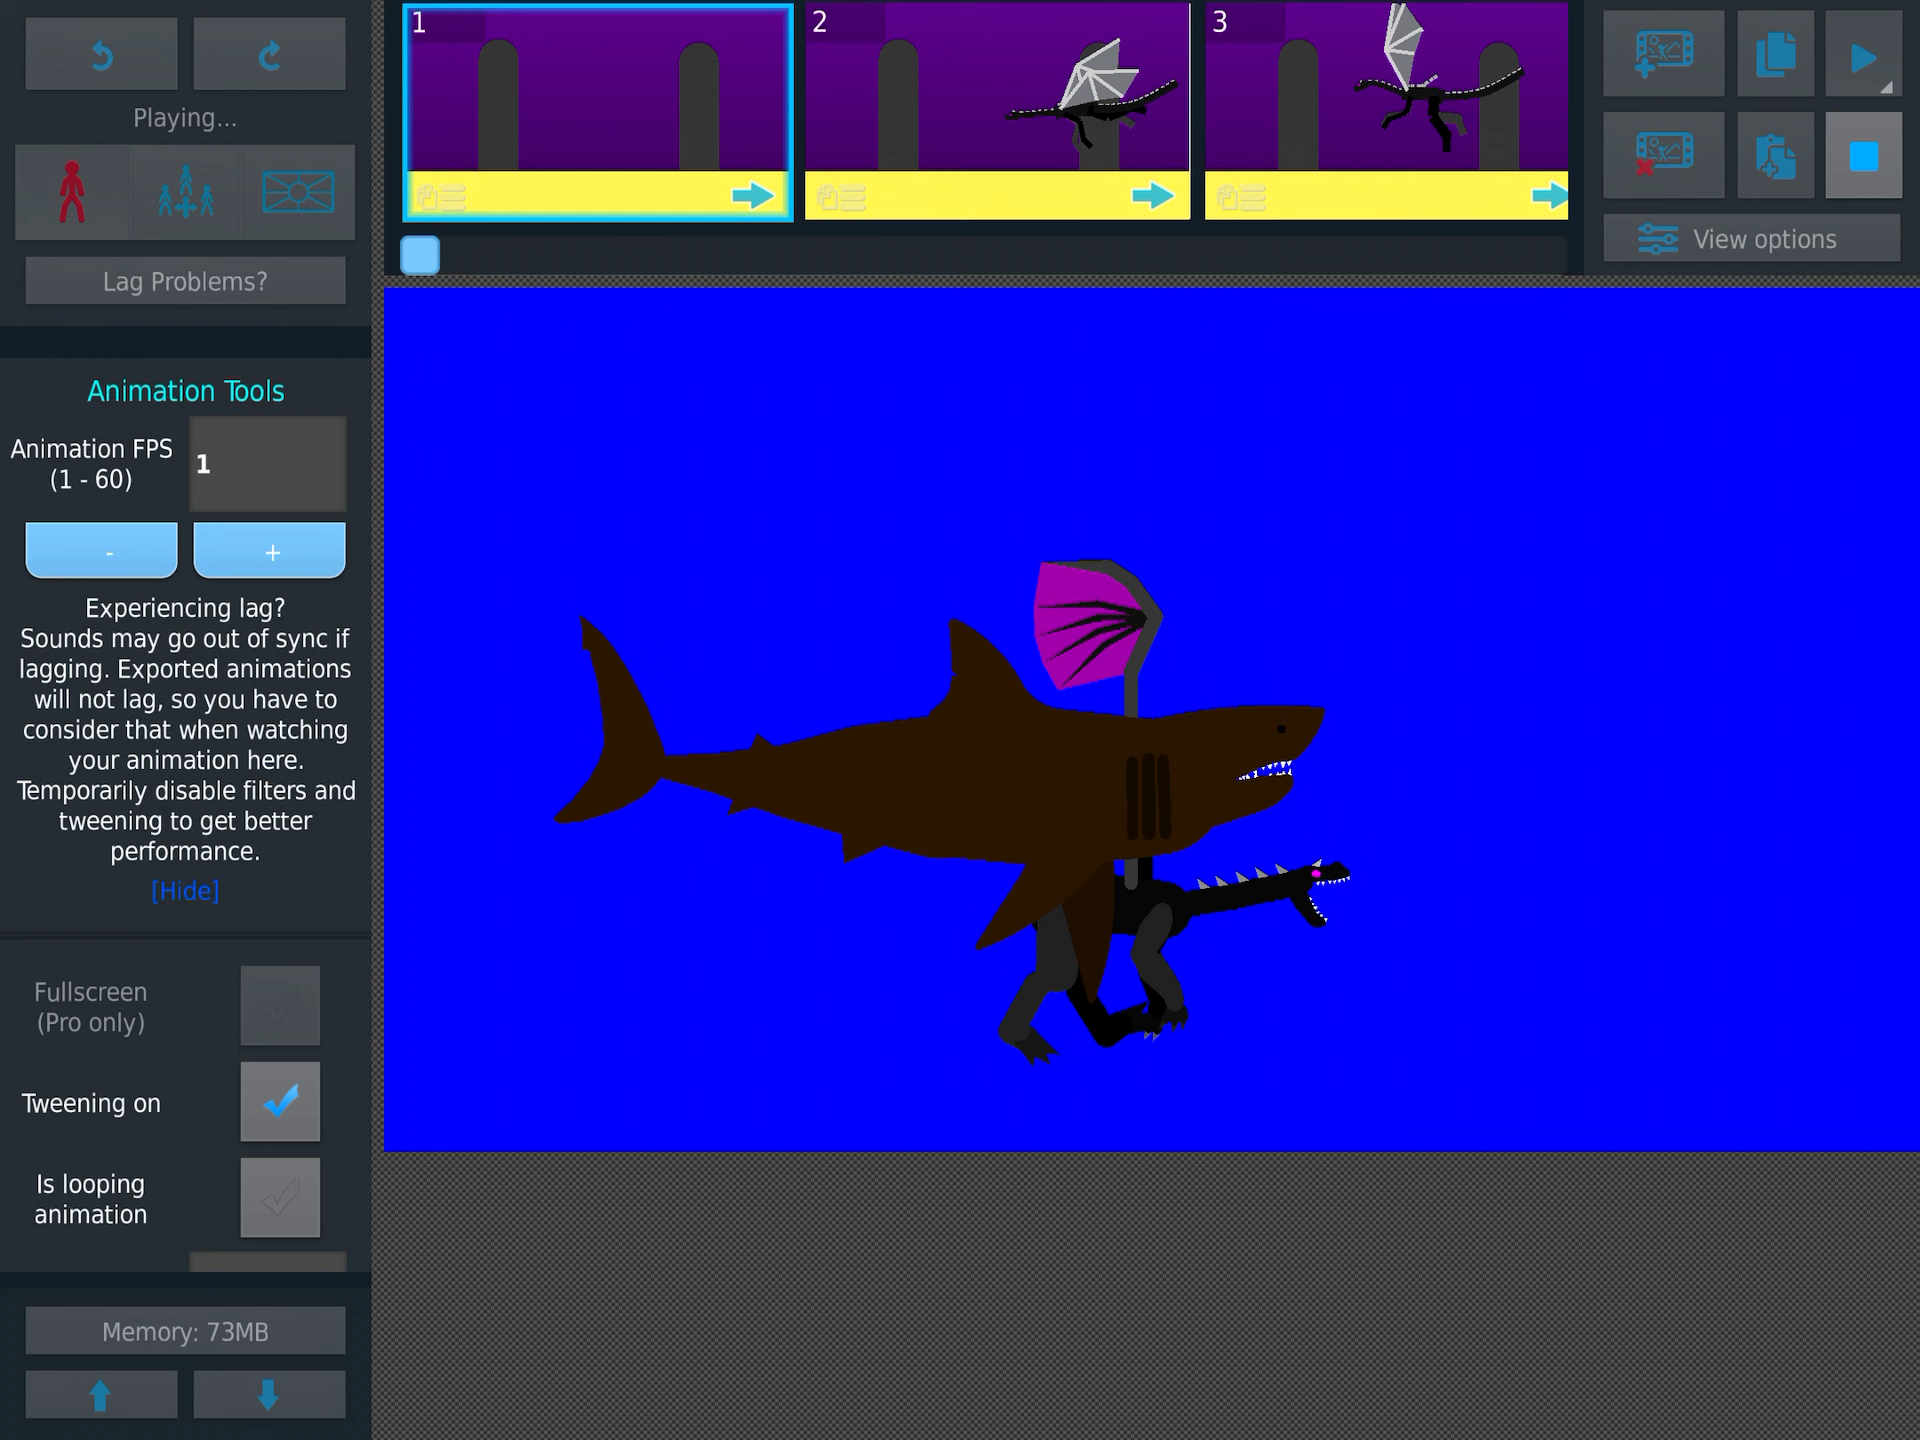 1
2
3
Playing...
Lag Problems?
View options
Animation Tools
Animation FPS
(1 - 60)
1
-
+
Experiencing lag?
Sounds may go out of sync if
lagging. Exported animations
will not lag, so you have to
consider that when watching
your animation here.
Temporarily disable filters and
tweening to get better
performance.
[Hide]
Fullscreen
(Pro only)
Tweening on
Is looping
animation
Memory: 73MB